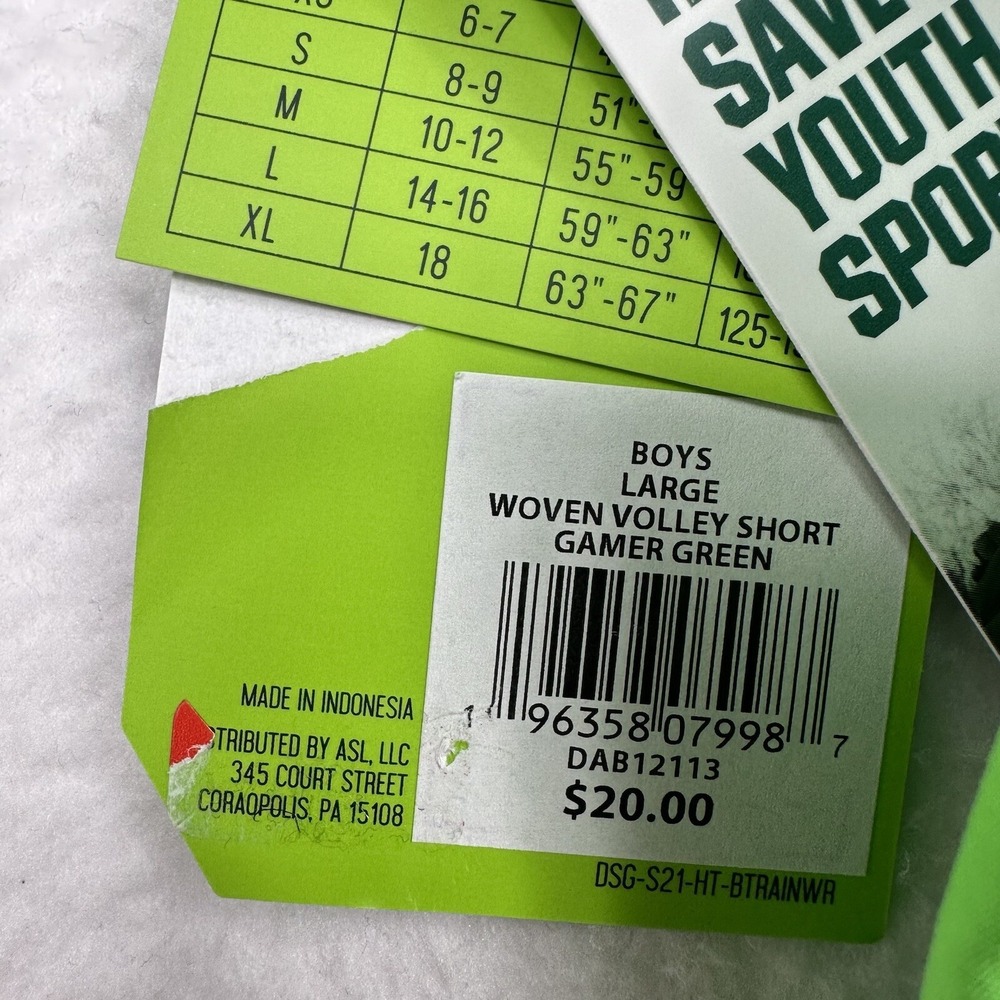 6-7
S 8-9 51"-
M 10-12 55"-59
L 14-16 59"-63"
XL 18 63"-67" 125-
SAVE
YOUTH
SPOR
BOYS
LARGE
WOVEN VOLLEY SHORT
GAMER GREEN
1 96358 07998 7
DAB12113
$20.00
MADE IN INDONESIA
TRIBUTED BY ASL, LLC
345 COURT STREET
CORAOPOLIS, PA 15108
DSG-S21-HT-BTRAINWR